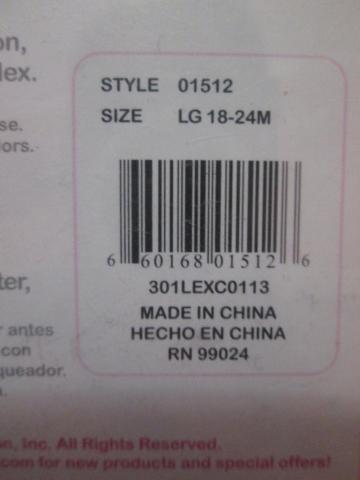 on,
lex.
STYLE 01512
SIZE LG 18-24M
se.
ors.
6 60168 01512 6
301LEXC0113
MADE IN CHINA
HECHO EN CHINA
RN 99024
ter,
r antes
con
queador.
on, Inc. All Rights Reserved.
.com for new products and special offers!